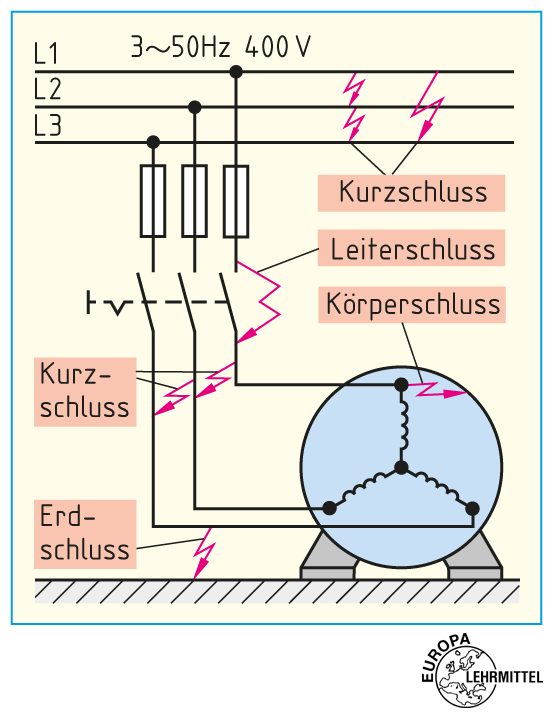 3~50Hz 400 V
L1
L2
L3
Kurzschluss
Leiterschluss
Körperschluss
Kurz-
schluss
Erd-
schluss
EUROPA
LEHRMITTEL